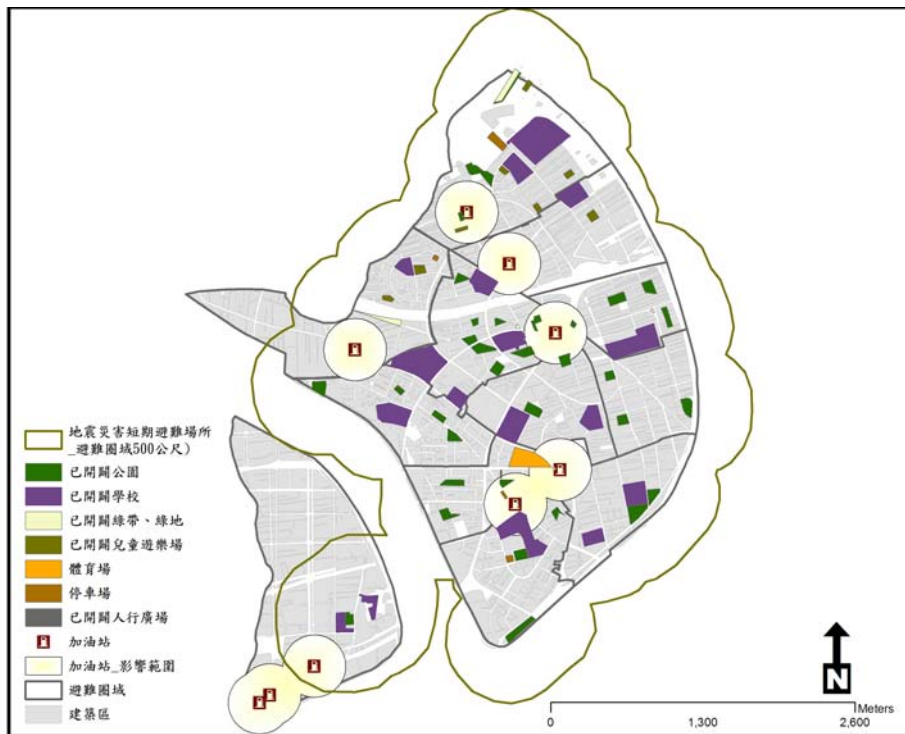 地震災害短期避難場所
_避難圈域500公尺)
已開闢公園
已開闢學校
已開闢綠帶、綠地
已開闢兒童遊樂場
體育場
停車場
已開闢人行廣場
加油站
加油站_影響範圍
避難圈域
建築區
N
Meters
0 1,300 2,600